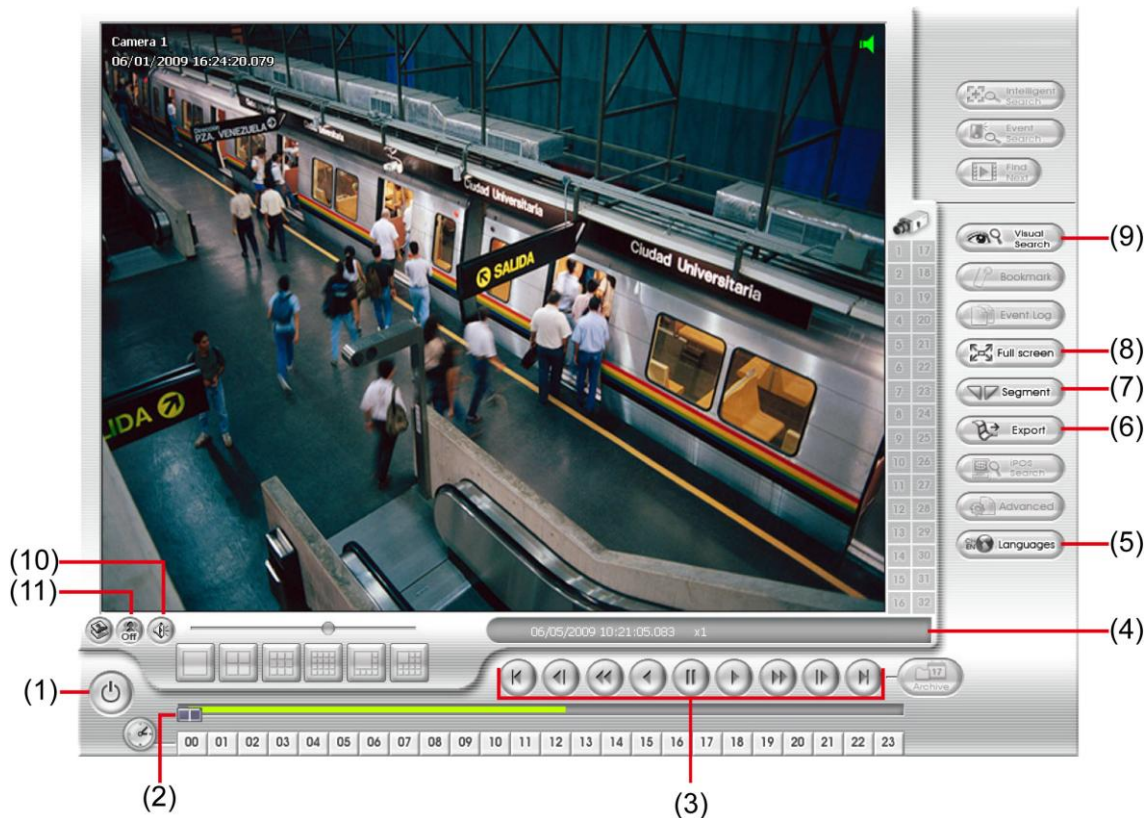 Camera 1
06/01/2009 16:24:20.079
Dirección
PZA. VENEZUELA
Ciudad Universitaria
Ciudad Universitaria
SALIDA
LIDA
Intelligent
Search
Event
Search
Find
Next
(9)
Visual
Search
Bookmark
Event Log
(8)
Full screen
(7)
Segment
(6)
Export
iPOS
Search
Advanced
(5)
Languages
1 17
2 18
3 19
4 20
5 21
6 22
7 23
8 24
9 25
10 26
11 27
12 28
13 29
14 30
15 31
16 32
(10)
(11)
Off
06/05/2009 10:21:05.083 x1
(4)
(1)
17
Archive
00 01 02 03 04 05 06 07 08 09 10 11 12 13 14 15 16 17 18 19 20 21 22 23
(2)
(3)